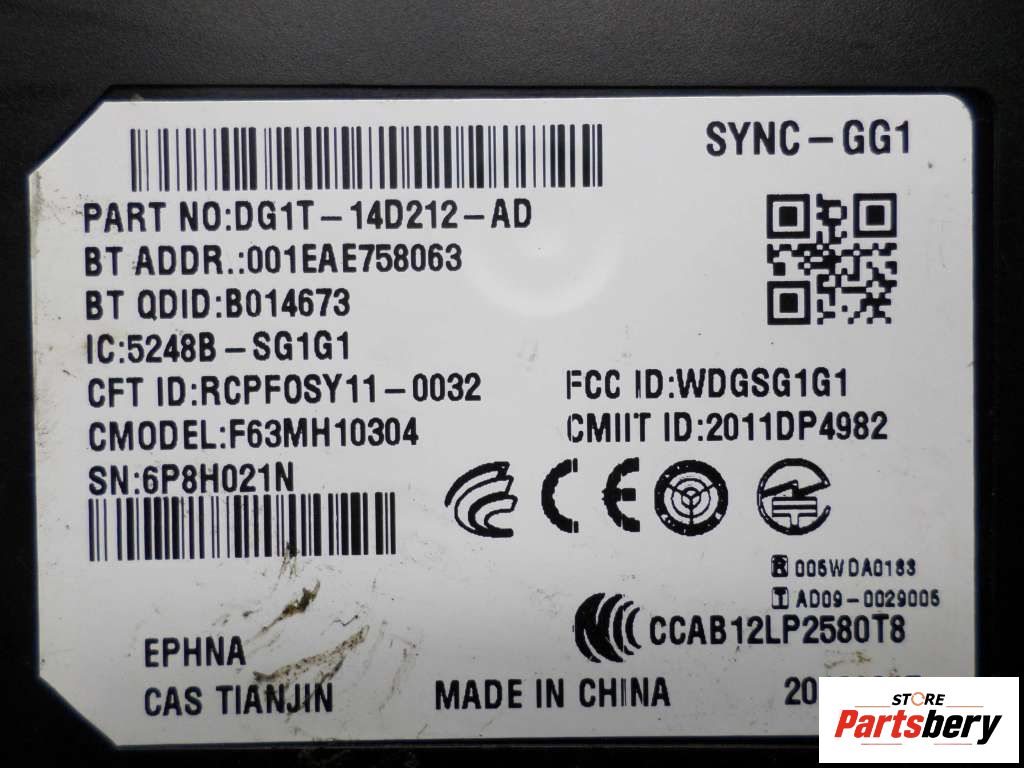 SYNC-GG1
PART NO:DG1T-14D212-AD
BT ADDR.:001EAE758063
BT QDID:B014673
IC:5248B-SG1G1
CFT ID:RCPFOSY11-0032
FCC ID:WDGSG1G1
CMODEL:F63MH10304
CMIIT ID:2011DP4982
SN:6P8H021N
CE
R 005WDA0183
T AD09-0029005
CCAB12LP2580T8
EPHNA
CAS TIANJIN
MADE IN CHINA
STORE
Partsbery